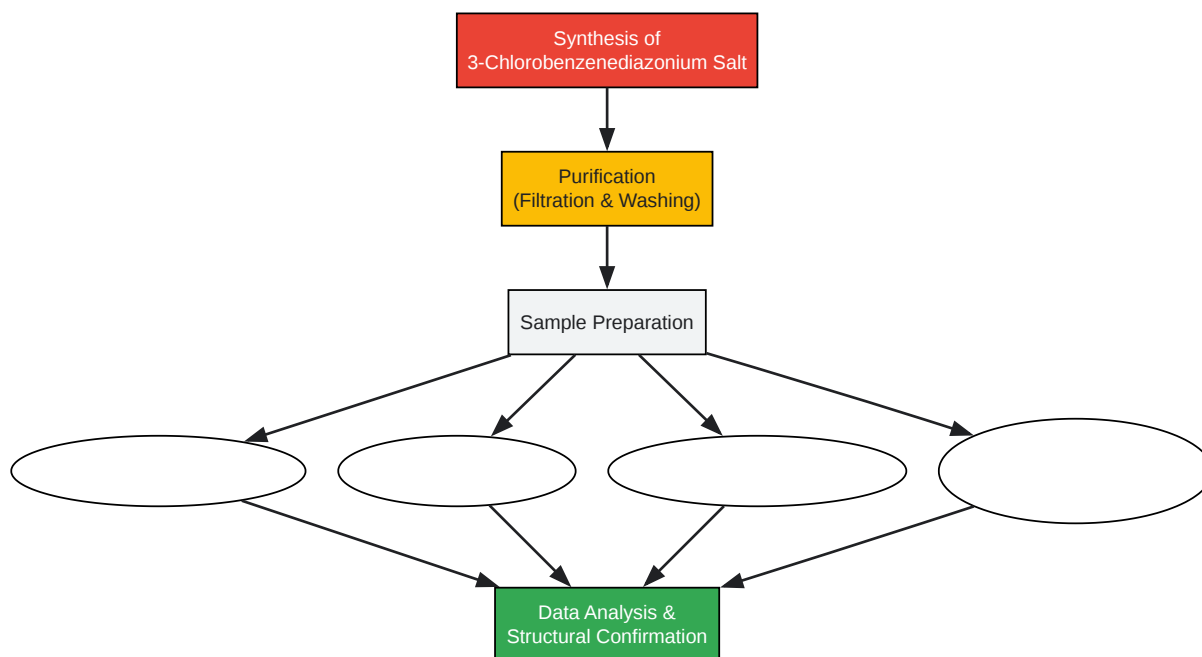 Synthesis of
3-Chlorobenzenediazonium Salt
Purification
(Filtration & Washing)
Sample Preparation
Data Analysis &
Structural Confirmation